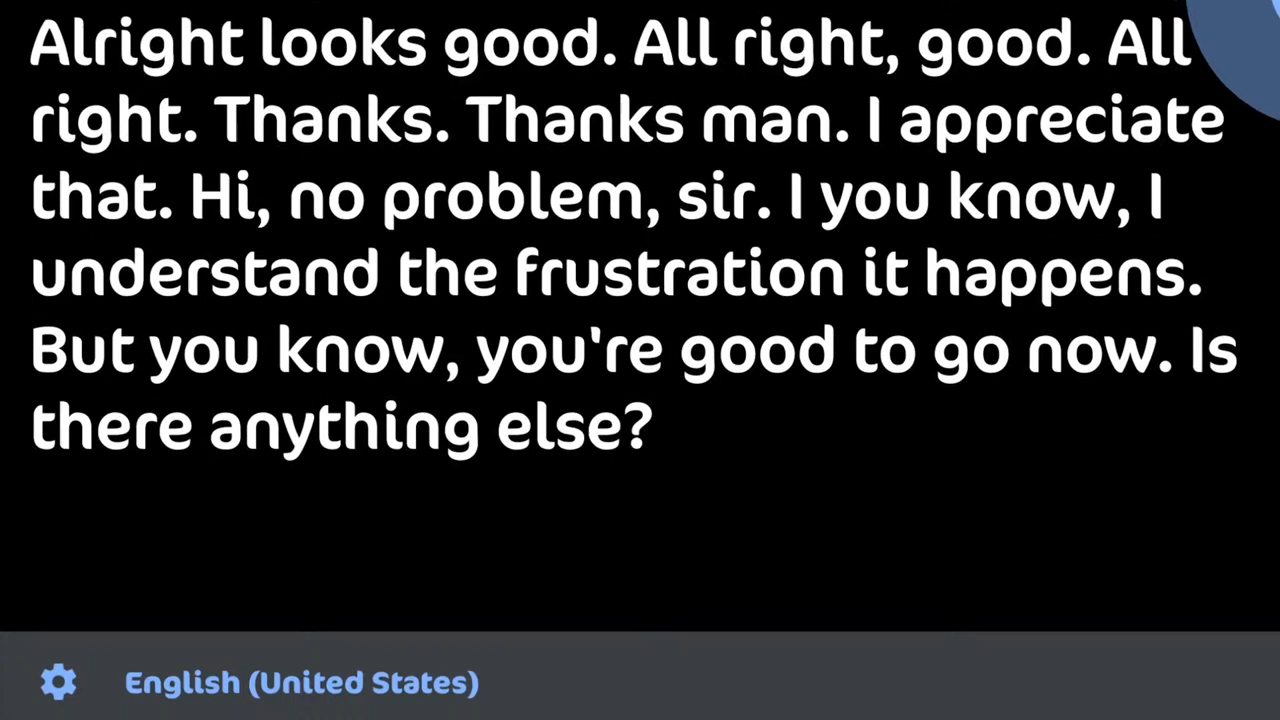 Alright looks good. All right, good. All
right. Thanks. Thanks man. I appreciate
that. Hi, no problem, sir. I you know, I
understand the frustration it happens.
But you know, you're good to go now. Is
there anything else?
English (United States)